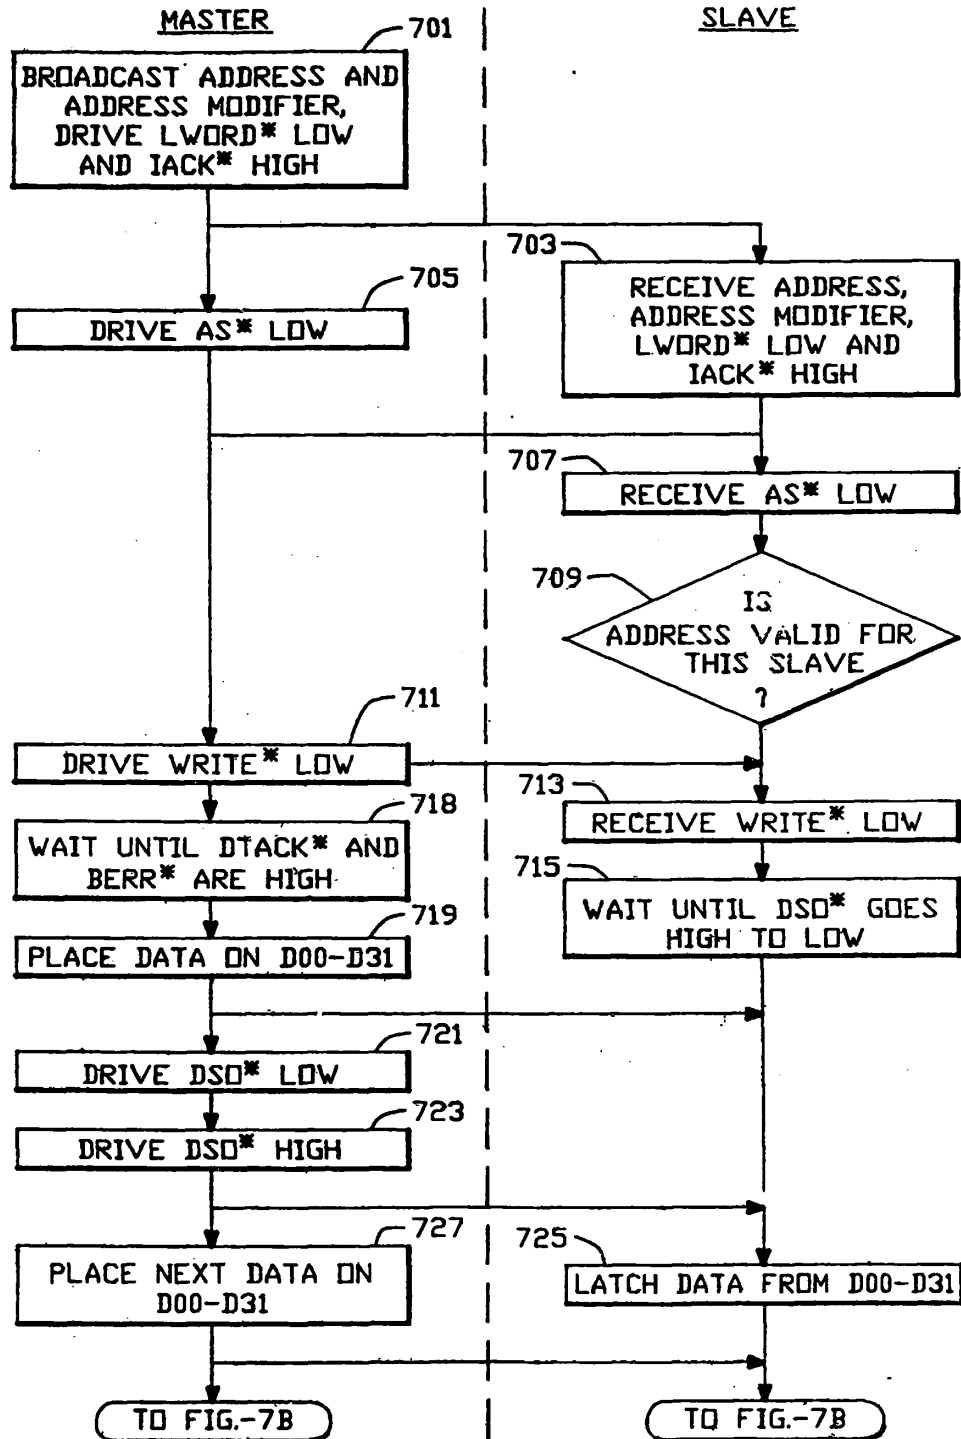 MASTER
SLAVE
701
BROADCAST ADDRESS AND
ADDRESS MODIFIER,
DRIVE LWORD* LOW
AND IACK* HIGH
703
RECEIVE ADDRESS,
ADDRESS MODIFIER,
LWORD* LOW AND
IACK* HIGH
705
DRIVE AS* LOW
707
RECEIVE AS* LOW
709
IS
ADDRESS VALID FOR
THIS SLAVE
?
711
DRIVE WRITE* LOW
713
RECEIVE WRITE* LOW
718
WAIT UNTIL DTACK* AND
BERR* ARE HIGH
715
WAIT UNTIL DSO* GOES
HIGH TO LOW
719
PLACE DATA ON D00-D31
721
DRIVE DSO* LOW
723
DRIVE DSO* HIGH
727
PLACE NEXT DATA ON
D00-D31
725
LATCH DATA FROM D00-D31
TO FIG.-7B
TO FIG.-7B